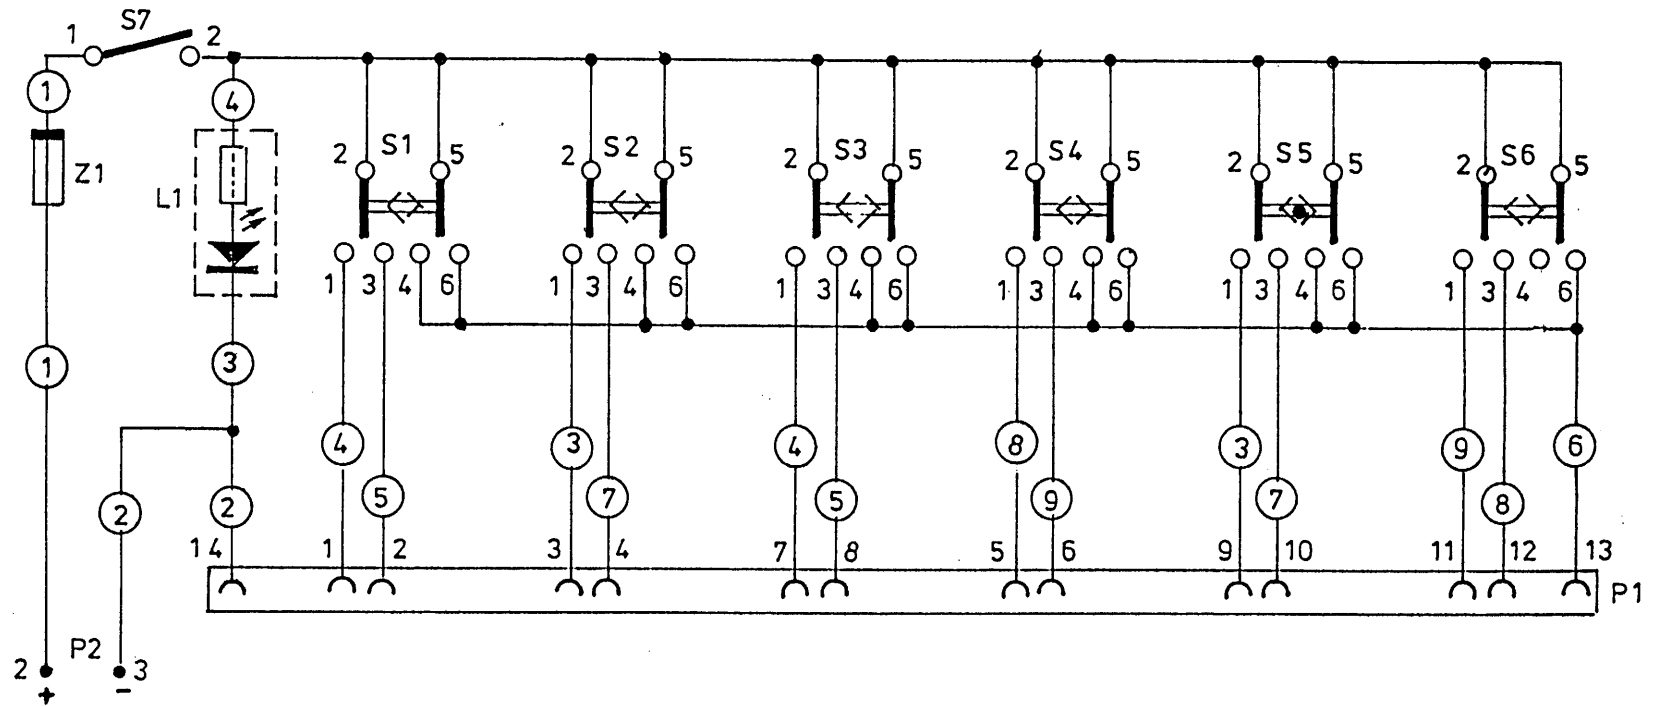 1 S7 2
1 4
Z1 L1
2 S1 5 2 S2 5 2 S3 5 2 S4 5 2 S5 5 2 S6 5
1 3 4 6 1 3 4 6 1 3 4 6 1 3 4 6 1 3 4 6 1 3 4 6
1 3
4 3 4 8 3 9 6
2 2 5 7 5 9 7 8
14 1 2 3 4 7 8 5 6 9 10 11 12 13
P1
P2
2 3
+ -